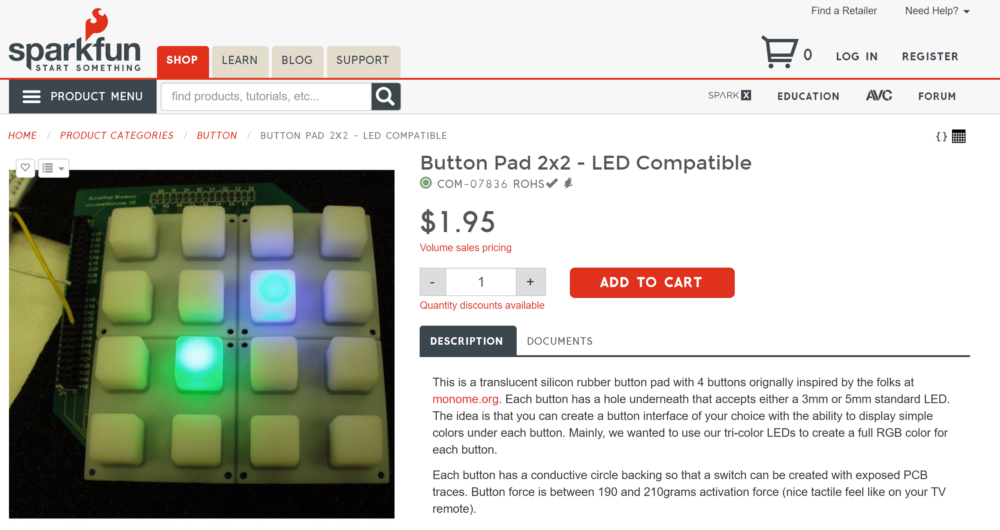 Find a Retailer Need Help?
sparkfun
START SOMETHING
SHOP LEARN BLOG SUPPORT
0 LOG IN REGISTER
PRODUCT MENU find products, tutorials, etc...
SPARK X EDUCATION AVC FORUM
HOME / PRODUCT CATEGORIES / BUTTON / BUTTON PAD 2X2 - LED COMPATIBLE
{}
Button Pad 2x2 - LED Compatible
COM-07836 ROHS
$1.95
Volume sales pricing
- 1 +
ADD TO CART
Quantity discounts available
DESCRIPTION DOCUMENTS
This is a translucent silicon rubber button pad with 4 buttons orignally inspired by the folks at
monome.org. Each button has a hole underneath that accepts either a 3mm or 5mm standard LED.
The idea is that you can create a button interface of your choice with the ability to display simple
colors under each button. Mainly, we wanted to use our tri-color LEDs to create a full RGB color for
each button.
Each button has a conductive circle backing so that a switch can be created with exposed PCB
traces. Button force is between 190 and 210grams activation force (nice tactile feel like on your TV
remote).
ButtonPad Breakout
www.sparkfun.com